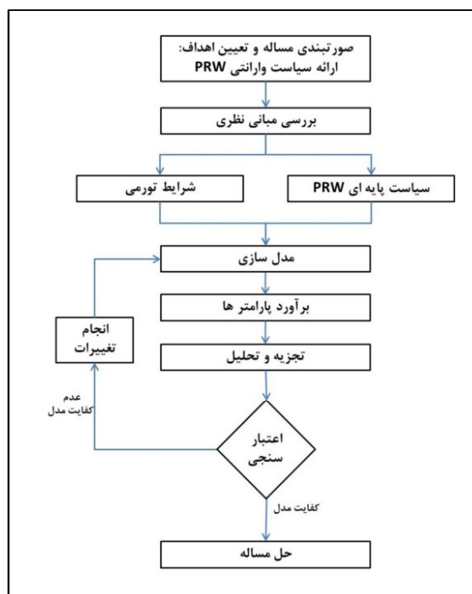 صورتبندی مساله و تعیین اهداف:
ارائه سیاست وارانتی PRW
بررسی مبانی نظری
سیاست پایه ای PRW
شرایط تورمی
مدل سازی
برآورد پارامتر ها
تجزیه و تحلیل
انجام
تغییرات
عدم
کفایت مدل
اعتبار
سنجی
کفایت مدل
حل مساله